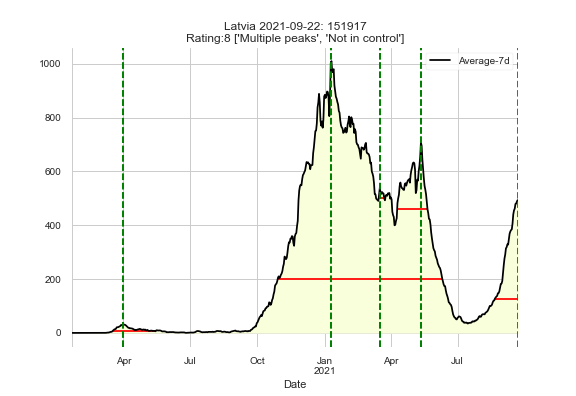 Latvia 2021-09-22: 151917
Rating:8 ['Multiple peaks', 'Not in control']
Average-7d
1000
800
600
400
200
0
Apr Jul Oct Jan Apr Jul
2021
Date